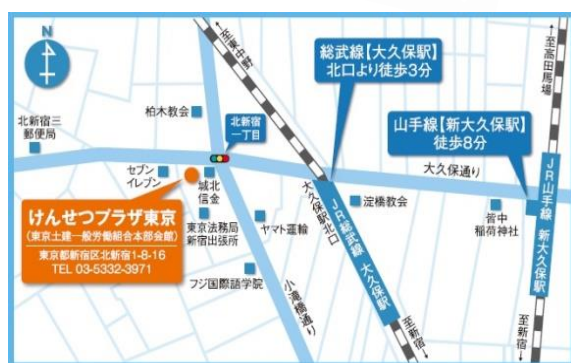 N
至東中野
総武線【大久保駅】
北口より徒歩3分
至高田馬場
柏木教会
北新宿
一丁目
北新宿三
郵便局
山手線【新大久保駅】
徒歩8分
大久保通り
セブン
イレブン
城北
信金
大久保駅北口
JR総武線 大久保駅
淀橋教会
JR山手線 新大久保駅
皆中
稲荷神社
けんせつプラザ東京
(東京土建一般労働組合本部会館)
東京都新宿区北新宿1-8-16
TEL 03-5332-3971
東京法務局
新宿出張所
ヤマト運輸
フジ国際語学院
小滝橋通り
至新宿
至新宿